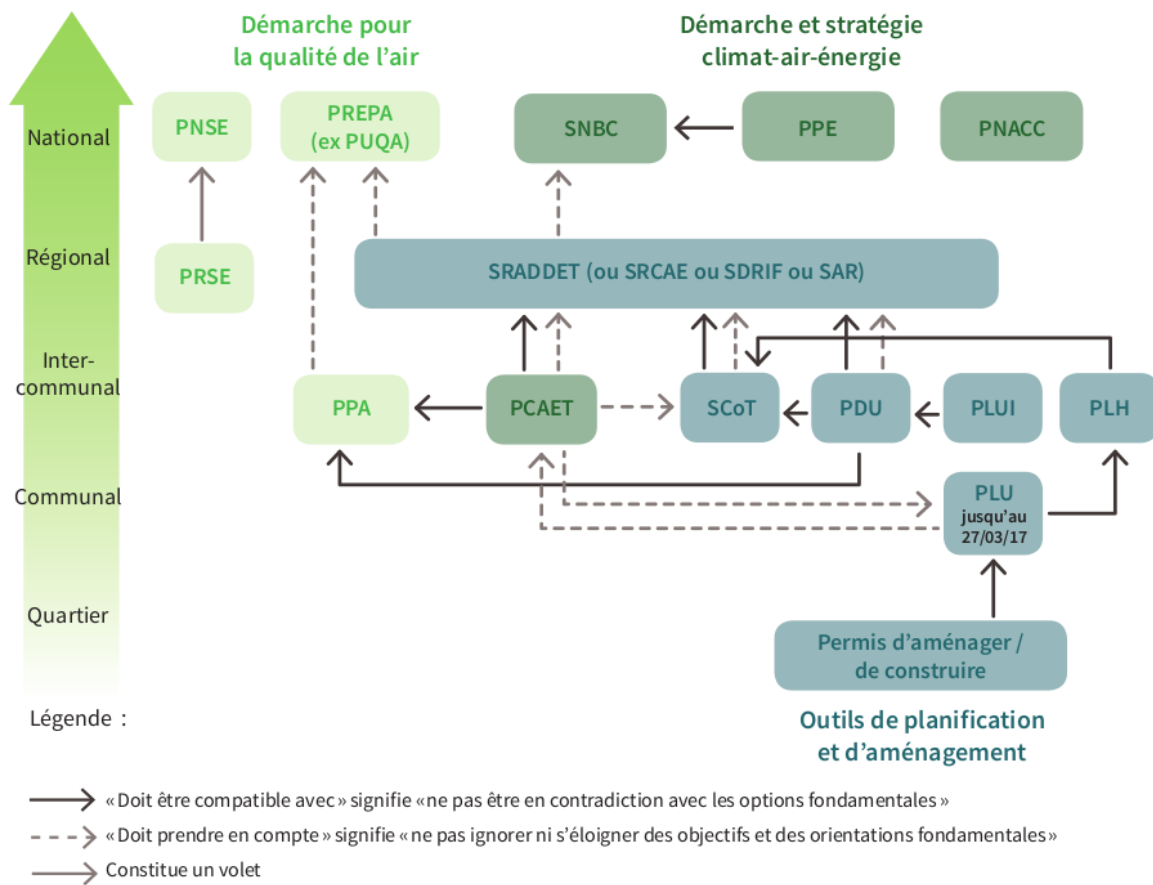 Démarche pour
la qualité de l’air
Démarche et stratégie
climat-air-énergie
National
PNSE
PREPA
(ex PUQA)
SNBC
PPE
PNACC
Régional
PRSE
SRADDET (ou SRCAE ou SDRIF ou SAR)
Inter-
communal
PPA
PCAET
SCoT
PDU
PLUI
PLH
Communal
PLU
jusqu’au
27/03/17
Quartier
Permis d’aménager /
de construire
Légende :
Outils de planification
et d’aménagement
«Doit être compatible avec» signifie «ne pas être en contradiction avec les options fondamentales»
«Doit prendre en compte» signifie «ne pas ignorer ni s’éloigner des objectifs et des orientations fondamentales»
Constitue un volet